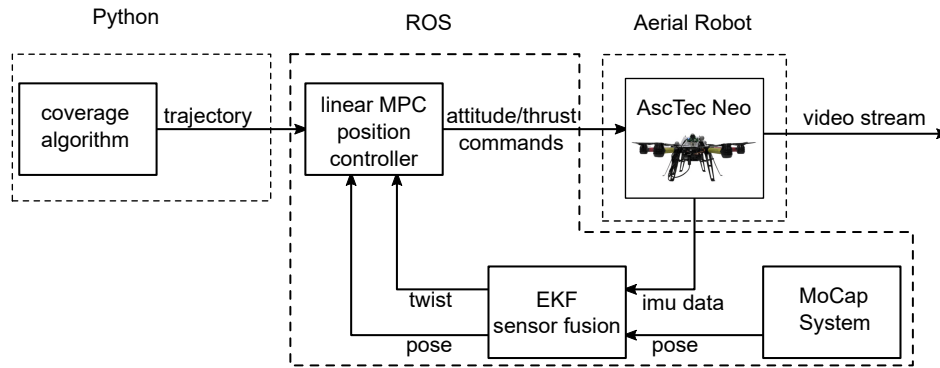 Python
ROS
Aerial Robot
coverage
algorithm
trajectory
linear MPC
position
controller
attitude/thrust
commands
AscTec Neo
video stream
twist
pose
EKF
sensor fusion
imu data
pose
MoCap
System